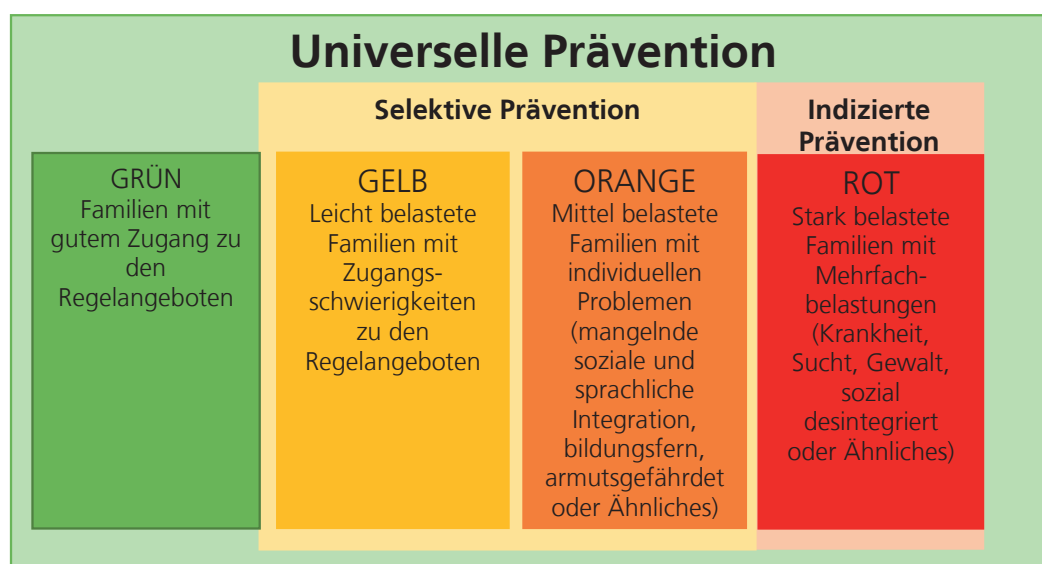 Universelle Prävention
Selektive Prävention
Indizierte
Prävention
GRÜN
Familien mit
gutem Zugang zu
den
Regelangeboten
GELB
Leicht belastete
Familien mit
Zugangs-
schwierigkeiten
zu den
Regelangeboten
ORANGE
Mittel belastete
Familien mit
individuellen
Problemen
(mangelnde
soziale und
sprachliche
Integration,
bildungsfern,
armutsgefährdet
oder Ähnliches)
ROT
Stark belastete
Familien mit
Mehrfach-
belastungen
(Krankheit,
Sucht, Gewalt,
sozial
desintegriert
oder Ähnliches)